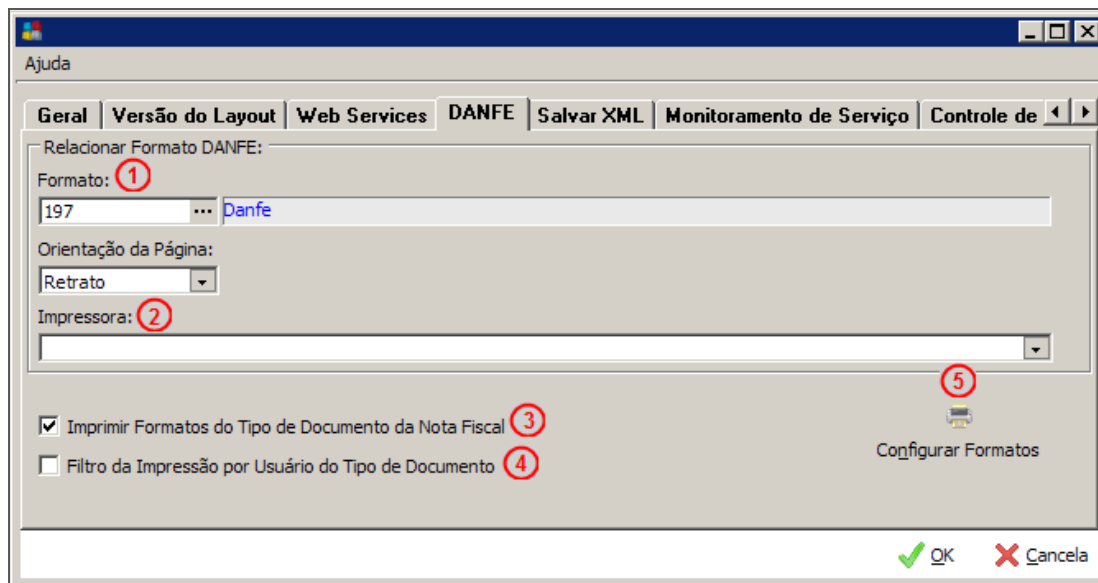 Ajuda
Geral Versão do Layout Web Services DANFE Salvar XML Monitoramento de Serviço Controle de
Relacionar Formato DANFE:
Formato: 1
197 ... Danfe
Orientação da Página:
Retrato
Impressora: 2
5
Imprimir Formatos do Tipo de Documento da Nota Fiscal 3
Configurar Formatos
Filtro da Impressão por Usuário do Tipo de Documento 4
OK Cancela